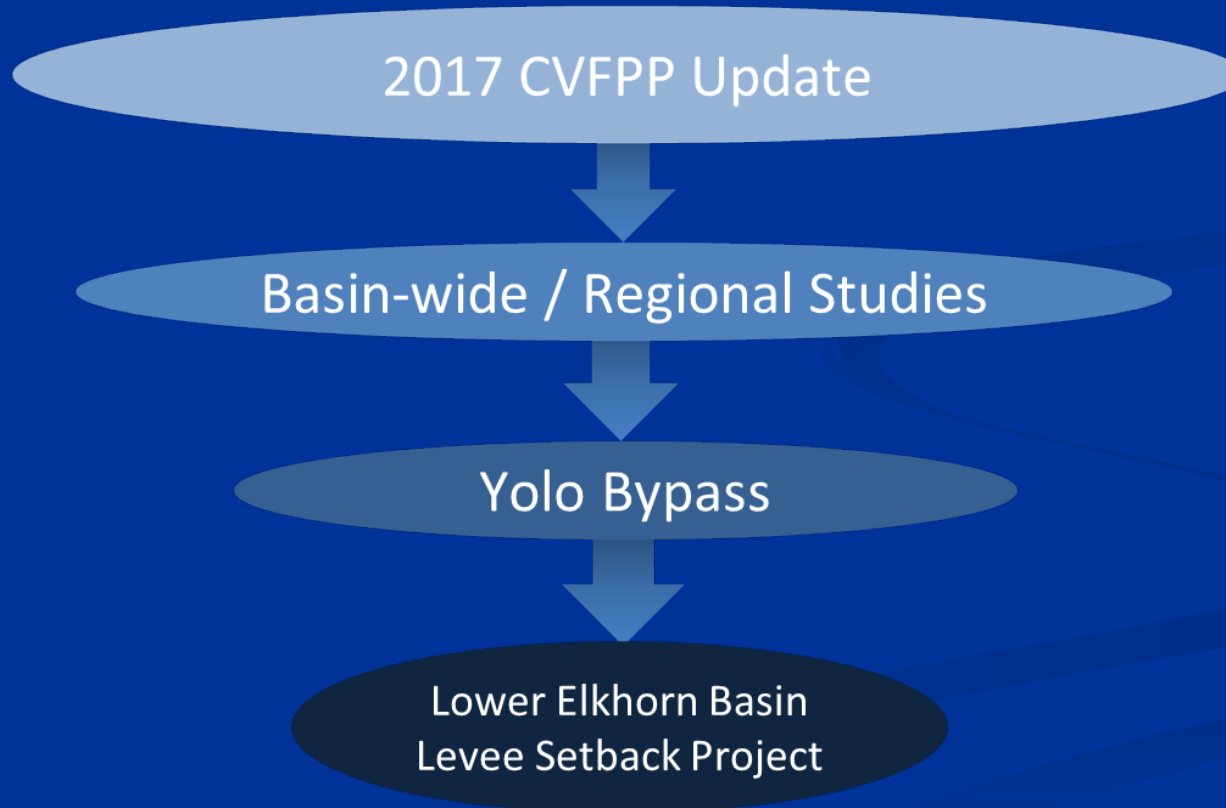 2017 CVFPP Update
Basin-wide / Regional Studies
Yolo Bypass
Lower Elkhorn Basin
Levee Setback Project